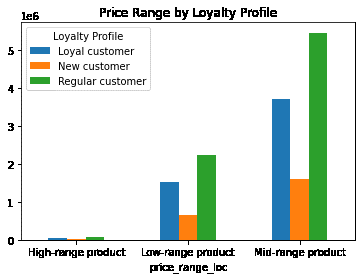 Price Range by Loyalty Profile
1e6
Loyalty Profile
Loyal customer
New customer
Regular customer
5
4
3
2
1
0
High-range product
Low-range product
Mid-range product
price_range_loc